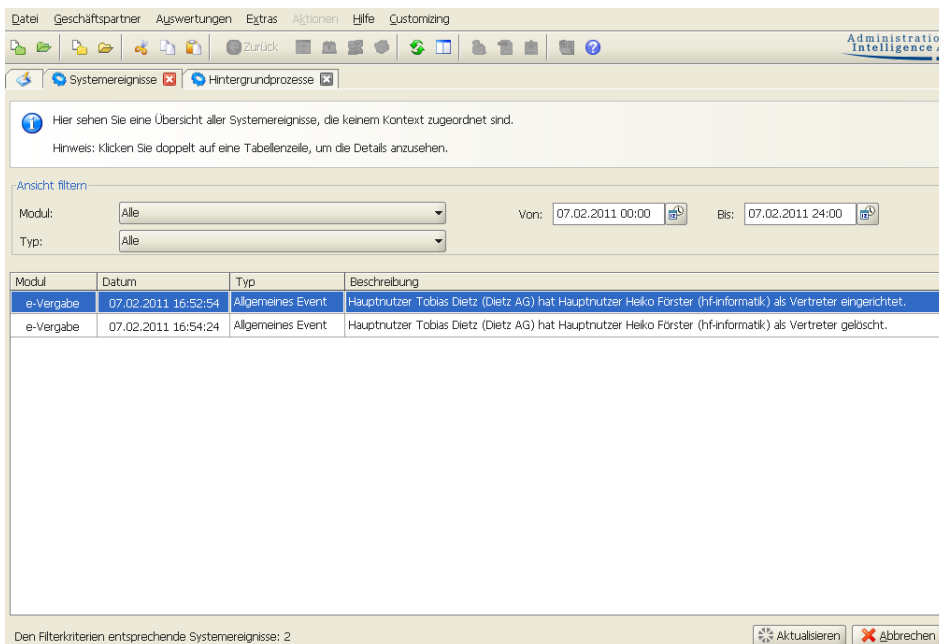 Datei Geschäftspartner Auswertungen Extras Aktionen Hilfe Customizing
Zurück
Administratio
Intelligence
Systemereignisse Hintergrundprozesse
Hier sehen Sie eine Übersicht aller Systemereignisse, die keinem Kontext zugeordnet sind.
Hinweis: Klicken Sie doppelt auf eine Tabellenzeile, um die Details anzusehen.
Ansicht filtern
Modul: Alle Von: 07.02.2011 00:00 Bis: 07.02.2011 24:00
Typ: Alle
Modul Datum Typ Beschreibung
e-Vergabe 07.02.2011 16:52:54 Allgemeines Event Hauptnutzer Tobias Dietz (Dietz AG) hat Hauptnutzer Heiko Förster (hf-informatik) als Vertreter eingerichtet.
e-Vergabe 07.02.2011 16:54:24 Allgemeines Event Hauptnutzer Tobias Dietz (Dietz AG) hat Hauptnutzer Heiko Förster (hf-informatik) als Vertreter gelöscht.
Den Filterkriterien entsprechende Systemereignisse: 2 Aktualisieren Abbrechen